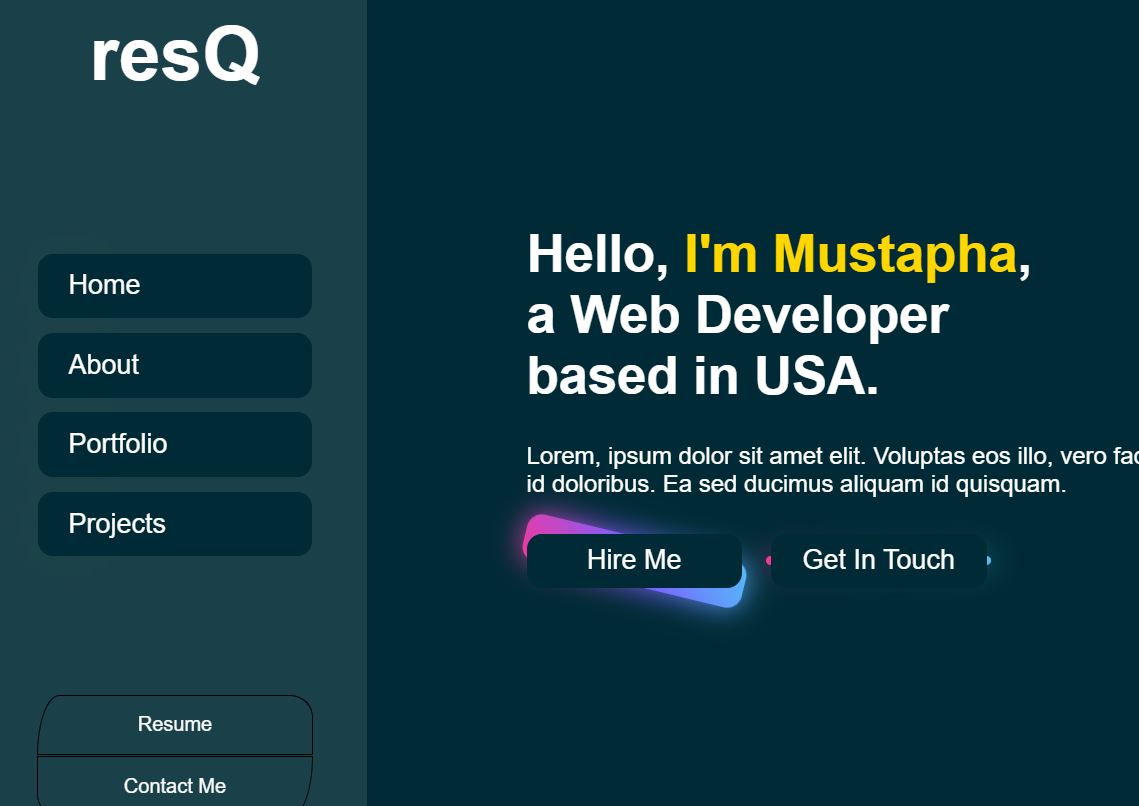 resQ
Home
About
Portfolio
Projects
Resume
Contact Me
Hello, I'm Mustapha,
a Web Developer
based in USA.
Lorem, ipsum dolor sit amet elit. Voluptas eos illo, vero
id doloribus. Ea sed ducimus aliquam id quisquam.
Hire Me
Get In Touch